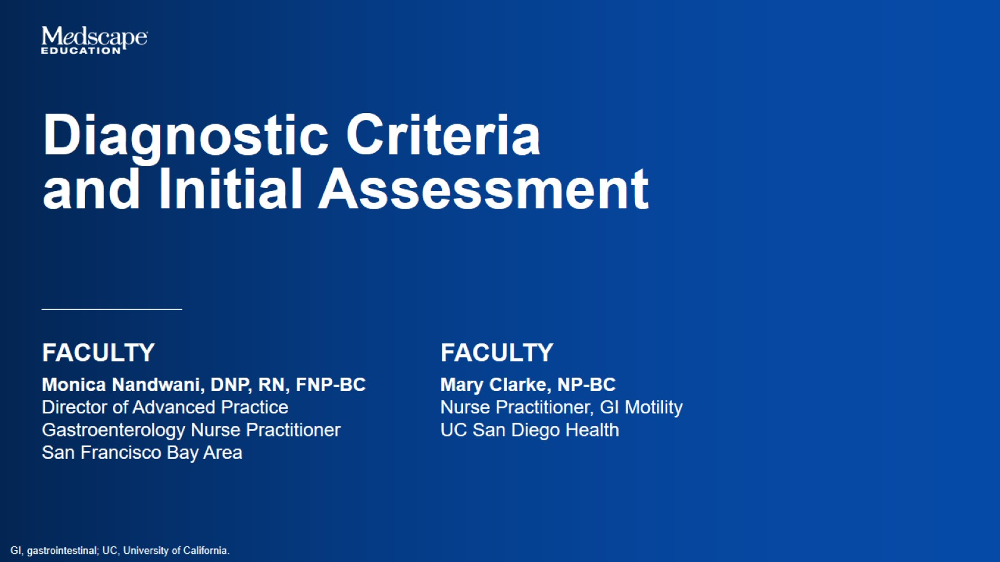 Medscape
EDUCATION
Diagnostic Criteria
and Initial Assessment
FACULTY
Monica Nandwani, DNP, RN, FNP-BC
Director of Advanced Practice
Gastroenterology Nurse Practitioner
San Francisco Bay Area
FACULTY
Mary Clarke, NP-BC
Nurse Practitioner, GI Motility
UC San Diego Health
GI, gastrointestinal; UC, University of California.